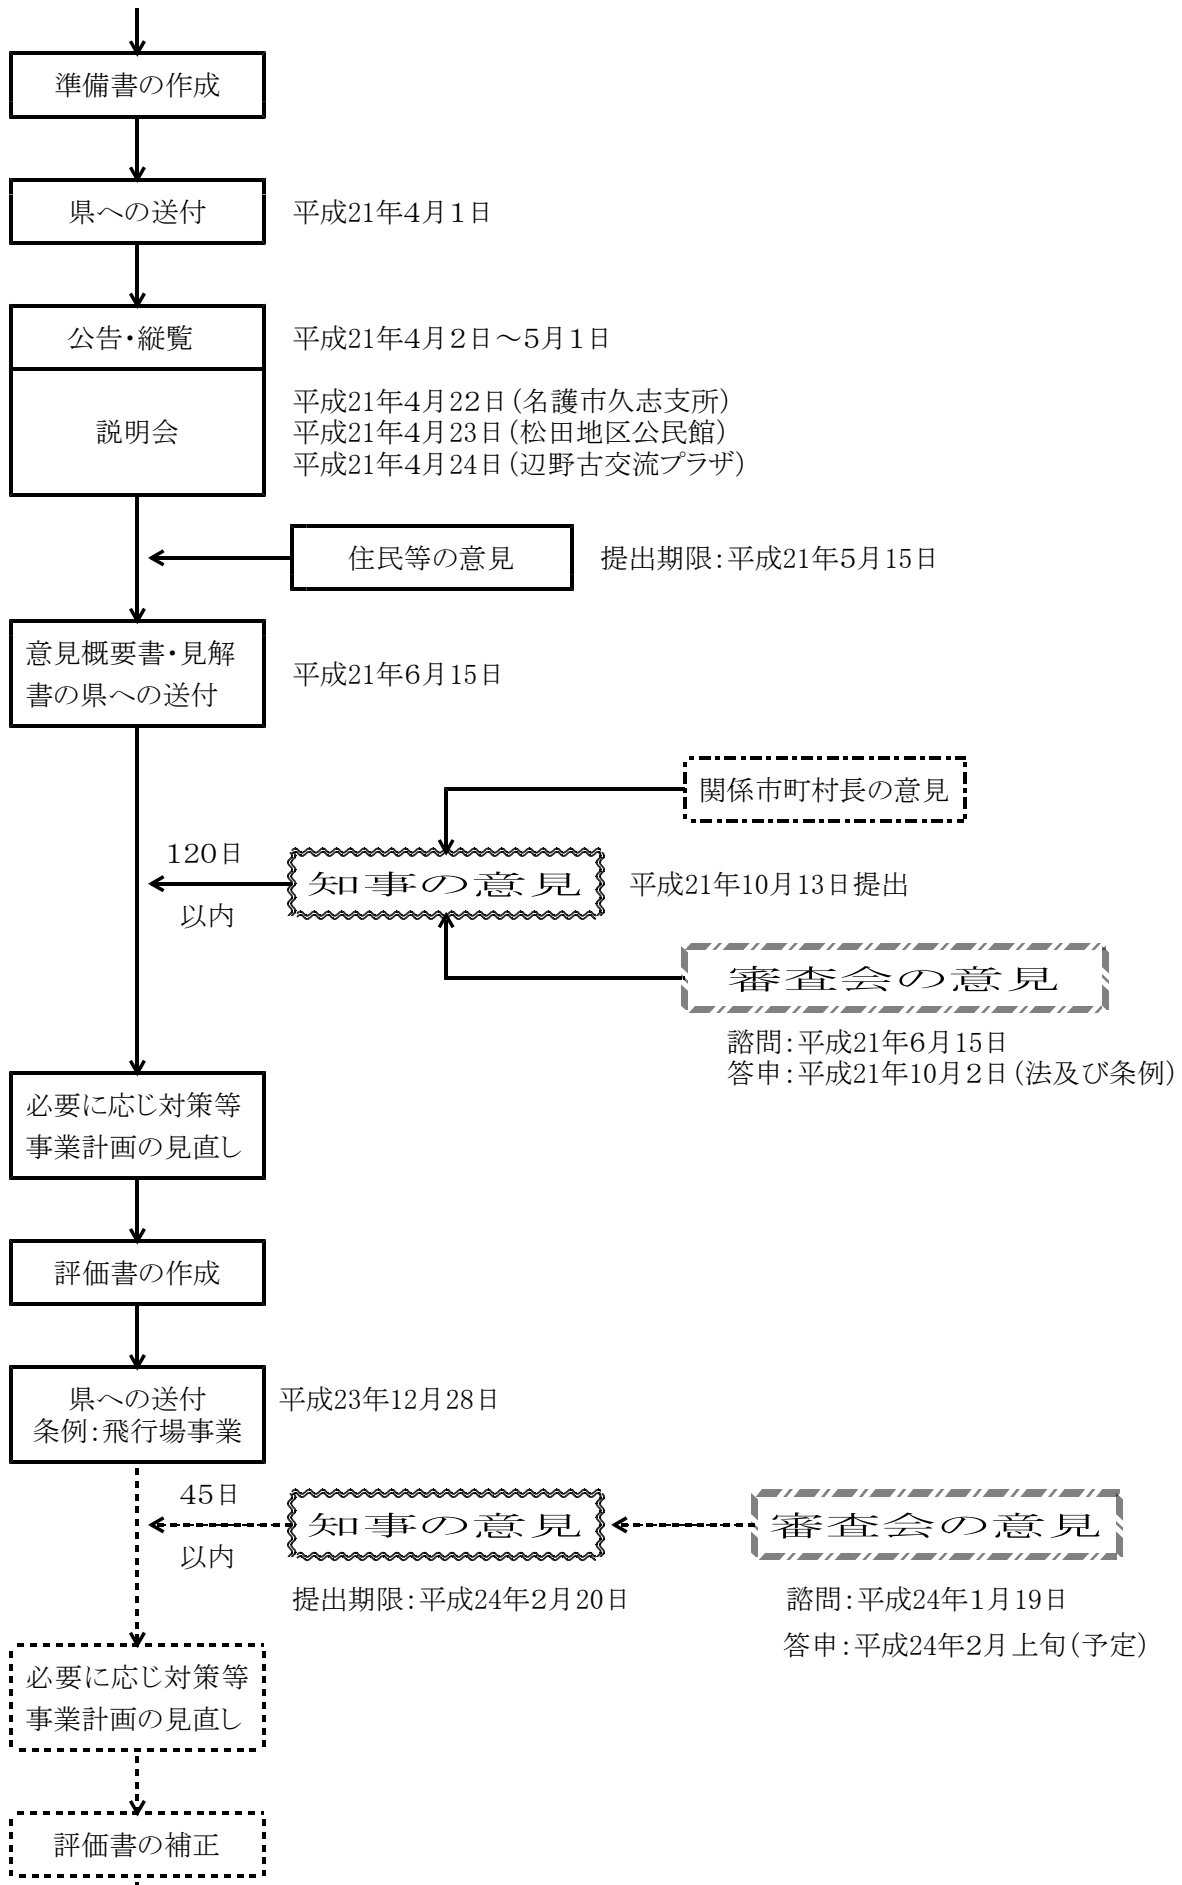 準備書の作成
県への送付
平成21年4月1日
公告・縦覧
平成21年4月2日～5月1日
説明会
平成21年4月22日(名護市久志支所)
平成21年4月23日(松田地区公民館)
平成21年4月24日(辺野古交流プラザ)
住民等の意見
提出期限：平成21年5月15日
意見概要書・見解
書の県への送付
平成21年6月15日
関係市町村長の意見
120日
以内
知事の意見
平成21年10月13日提出
審査会の意見
諮問：平成21年6月15日
答申：平成21年10月2日(法及び条例)
必要に応じ対策等
事業計画の見直し
評価書の作成
県への送付
条例：飛行場事業
平成23年12月28日
45日
以内
知事の意見
審査会の意見
提出期限：平成24年2月20日
諮問：平成24年1月19日
答申：平成24年2月上旬(予定)
必要に応じ対策等
事業計画の見直し
評価書の補正